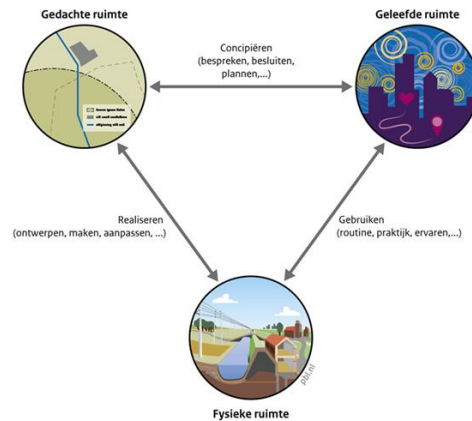 Gedachte ruimte
Geleefde ruimte
Concipiëren
(bespreken, besluiten,
plannen,...)
Realiseren
(ontwerpen, maken, aanpassen, ...)
Gebruiken
(routine, praktijk, ervaren,...)
pbl.nl
Fysieke ruimte